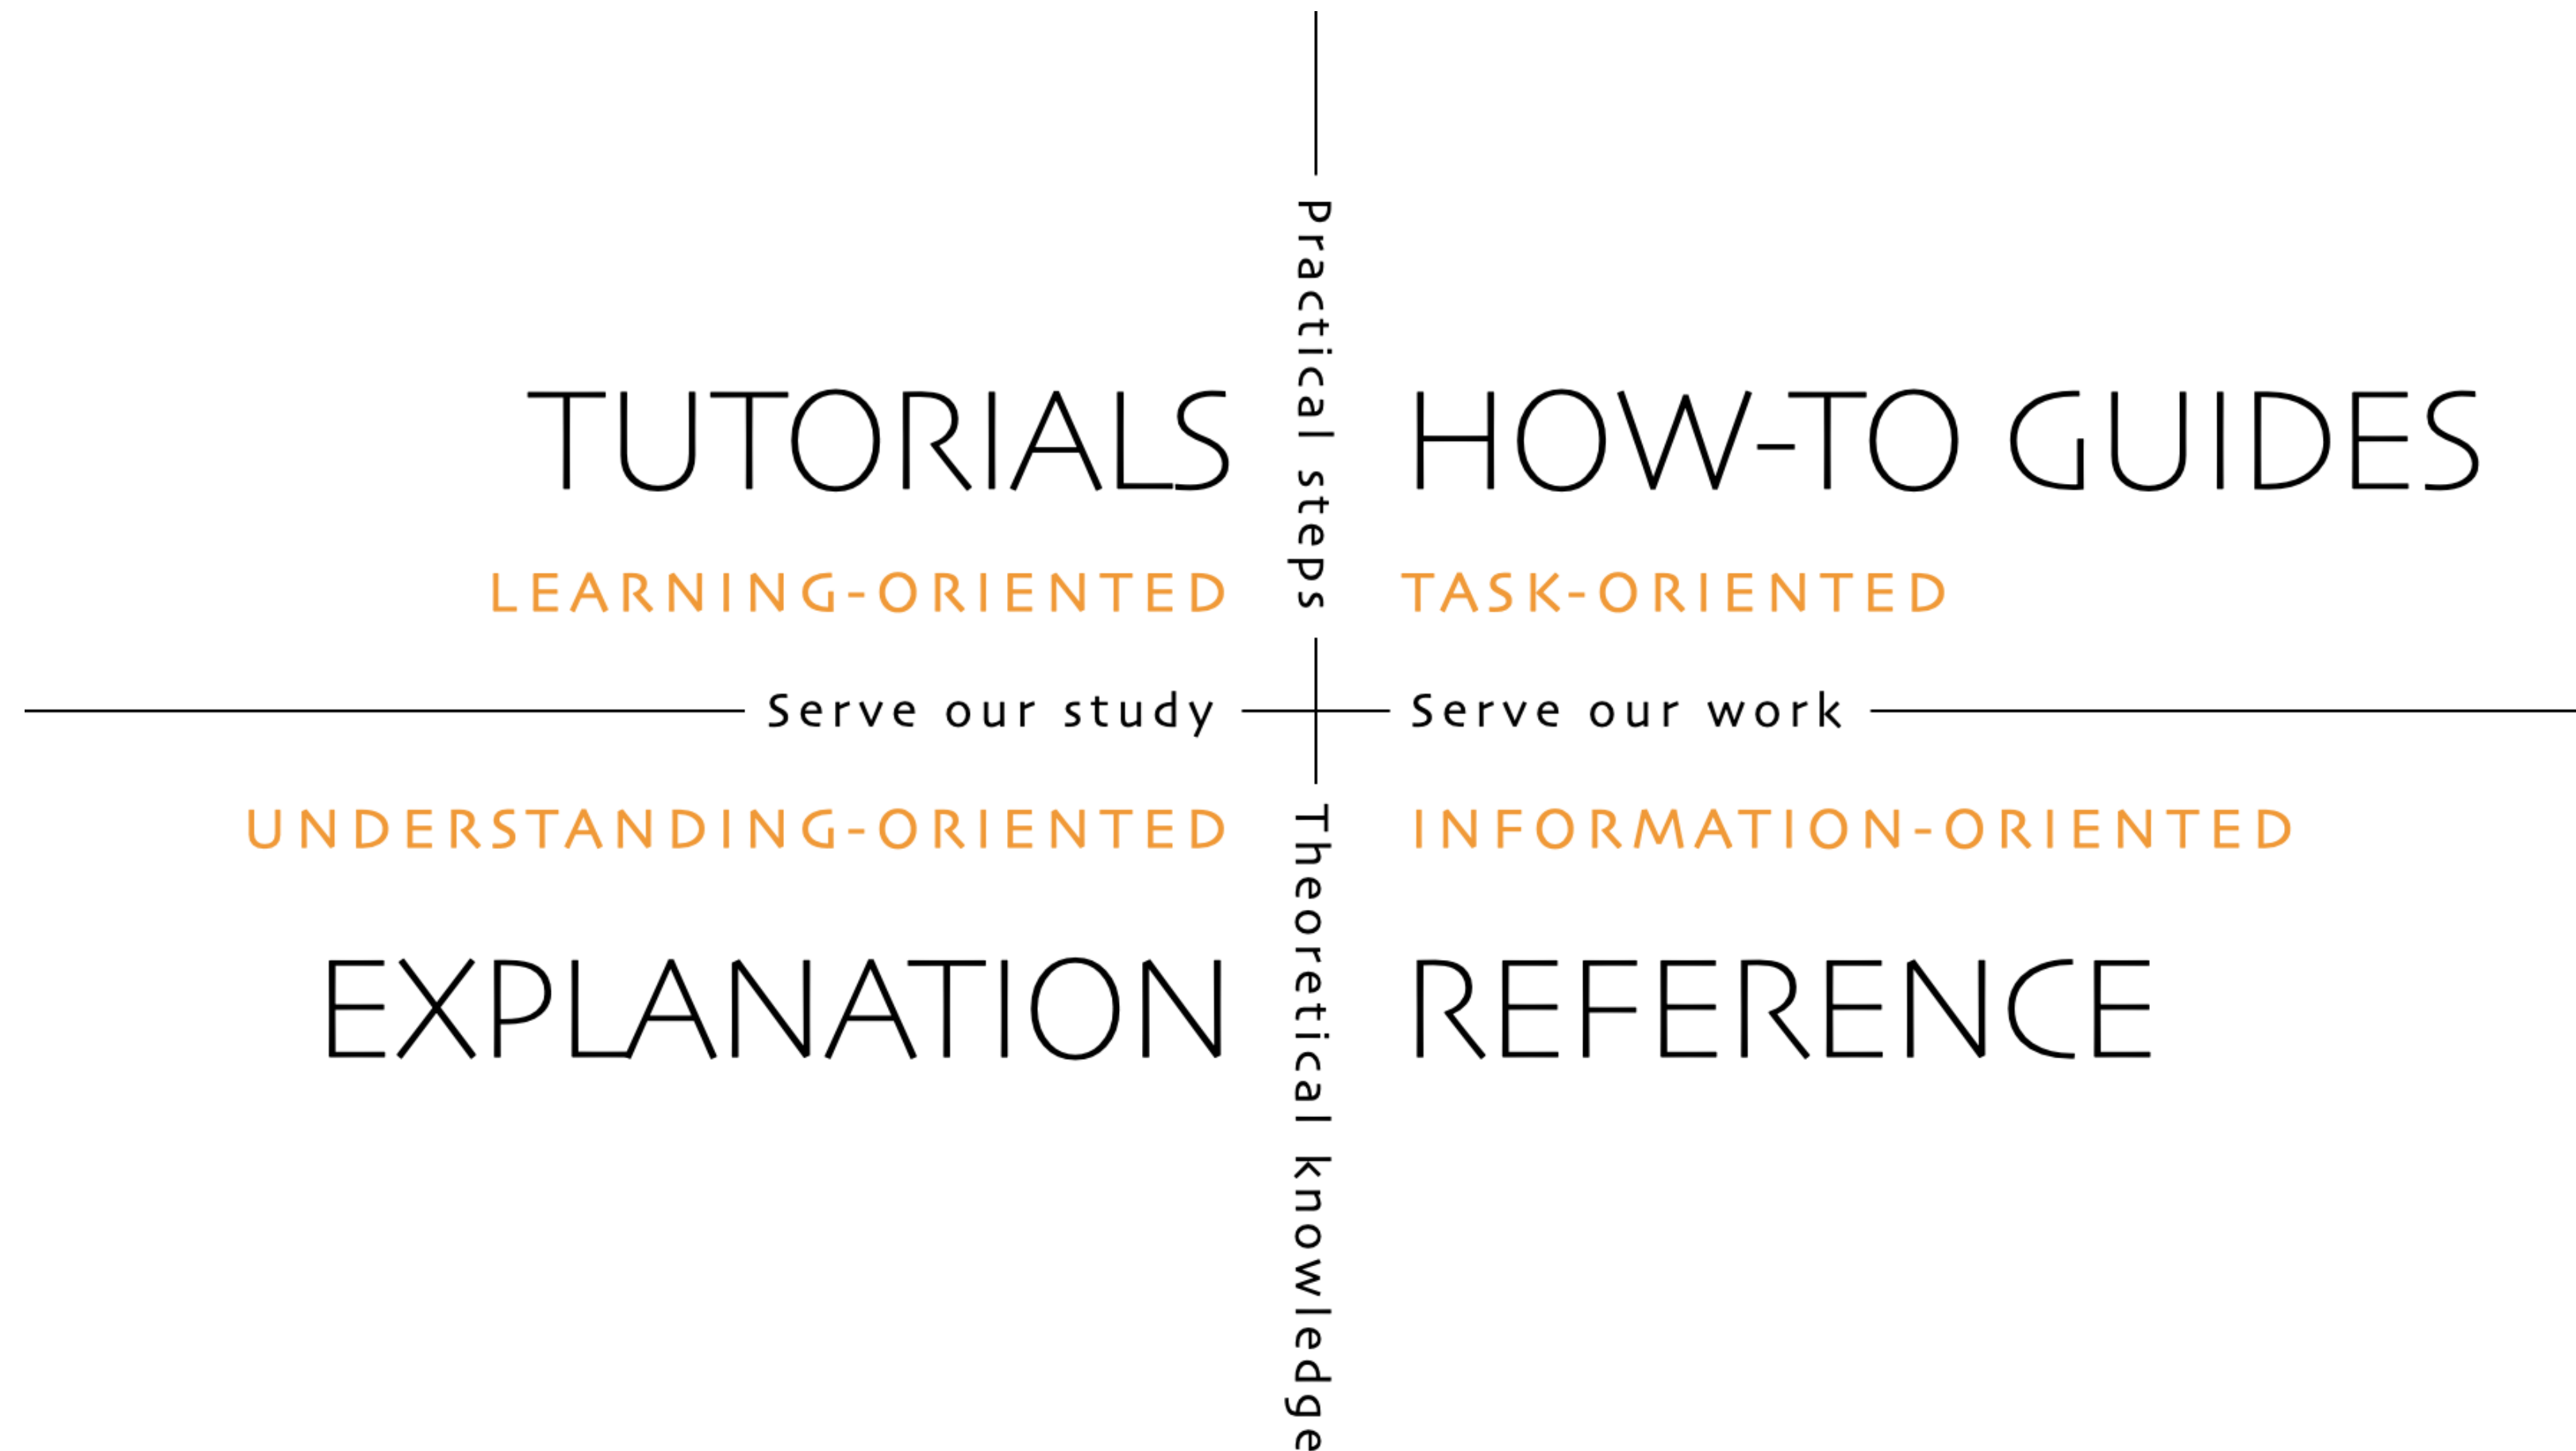 Practical steps
TUTORIALS
HOW-TO GUIDES
LEARNING-ORIENTED
TASK-ORIENTED
Serve our study
Serve our work
UNDERSTANDING-ORIENTED
INFORMATION-ORIENTED
Theoretical knowledge
EXPLANATION
REFERENCE